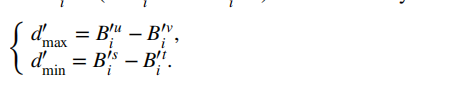 d′max = B′iᵘ − B′iᵛ,
d′min = B′iˢ − B′iᵗ.